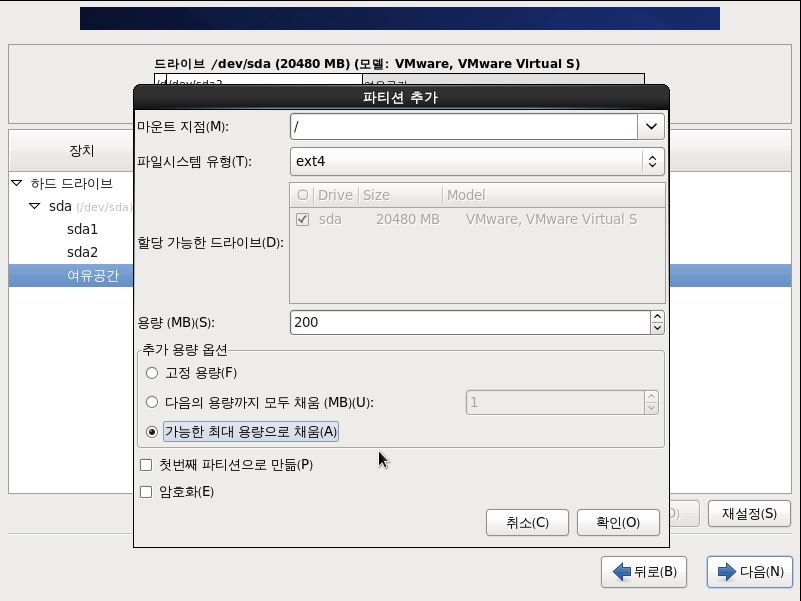 드라이브 /dev/sda (20480 MB) (모델: VMware, VMware Virtual S)
/dev/sda2 여유공간
파티션 추가
장치
하드 드라이브
sda (/dev/sda)
sda1
sda2
여유공간
마운트 지점(M): /
파일시스템 유형(T): ext4
할당 가능한 드라이브(D):
Drive Size Model
sda 20480 MB VMware, VMware Virtual S
용량 (MB)(S): 200
추가 용량 옵션
고정 용량(F)
다음의 용량까지 모두 채움 (MB)(U): 1
가능한 최대 용량으로 채움(A)
첫번째 파티션으로 만듦(P)
암호화(E)
취소(C) 확인(O)
재설정(S)
뒤로(B) 다음(N)